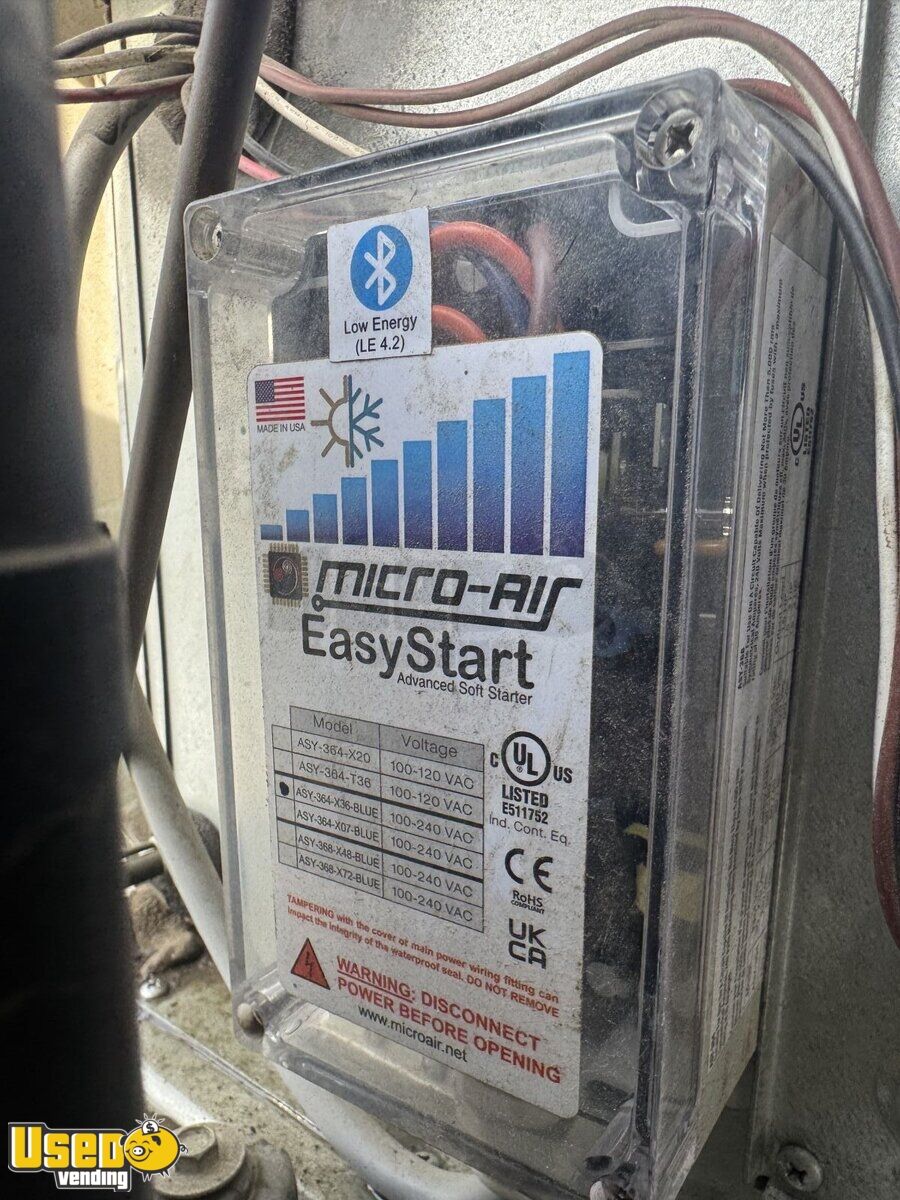 Low Energy
(LE 4.2)
MADE IN USA
MICRO-AIR
EasyStart
Advanced Soft Starter
Model Voltage
ASY-364-X20 100-120 VAC
ASY-364-T36 100-120 VAC
ASY-364-X36-BLUE 100-240 VAC
ASY-364-X07-BLUE 100-240 VAC
ASY-368-X48-BLUE 100-240 VAC
ASY-368-X72-BLUE 100-240 VAC
C UL US
LISTED
E511752
Ind. Cont. Eq.
CE
RoHS
COMPLIANT
UK
CA
TAMPERING with the cover or main power wiring fitting can
impact the integrity of the waterproof seal. DO NOT REMOVE
WARNING: DISCONNECT
POWER BEFORE OPENING
www.microair.net
C UL US
LISTED
USED
vending